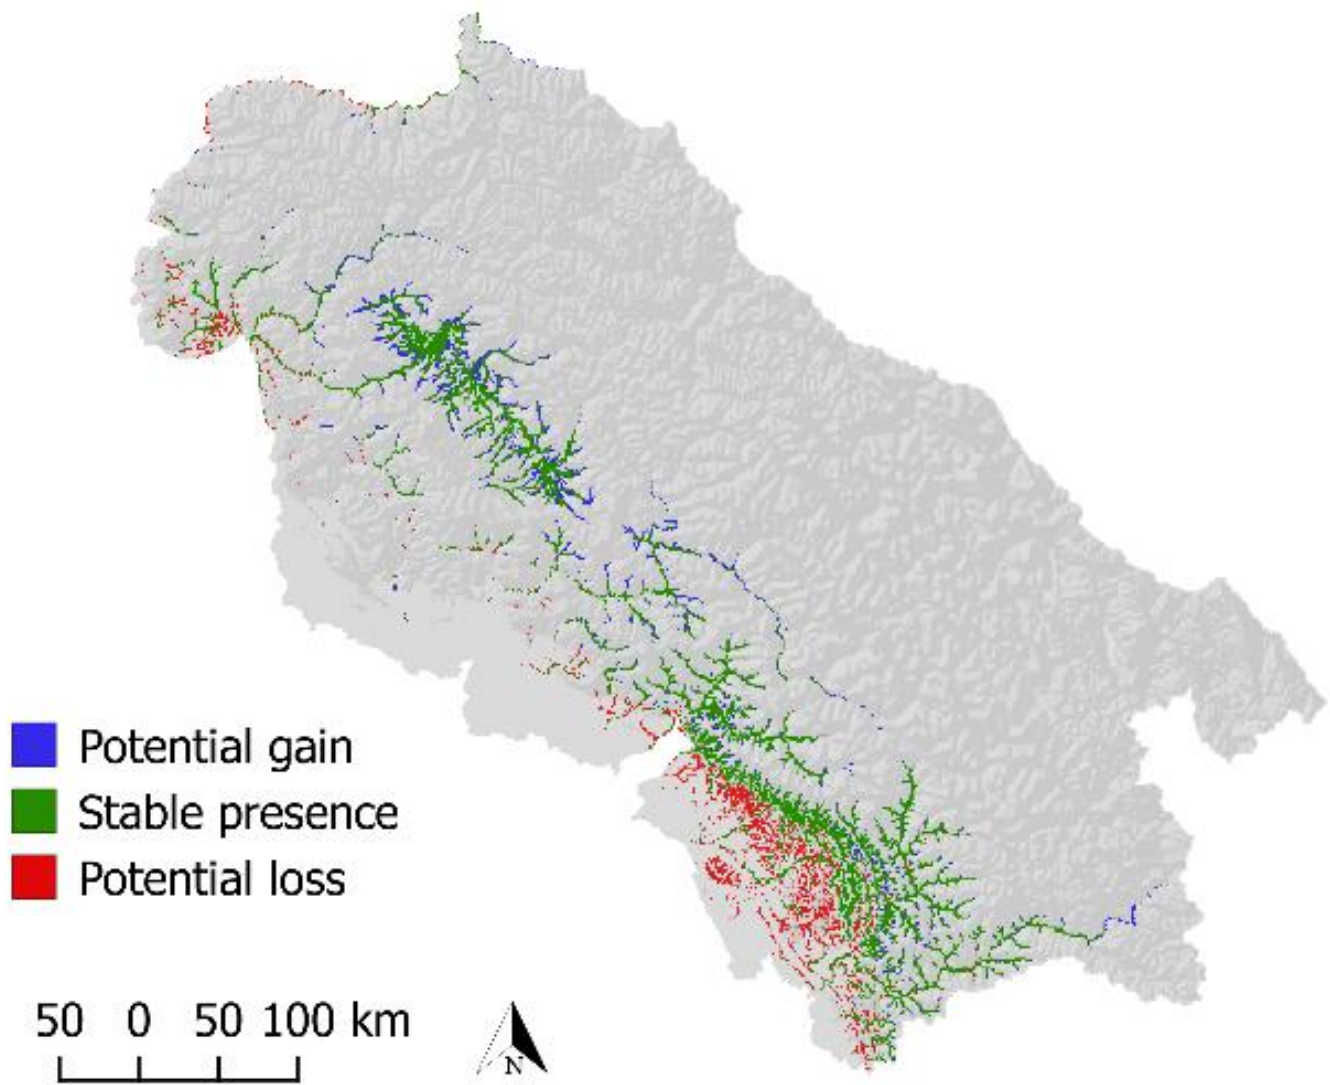 Potential gain
Stable presence
Potential loss
50 0 50 100 km
N